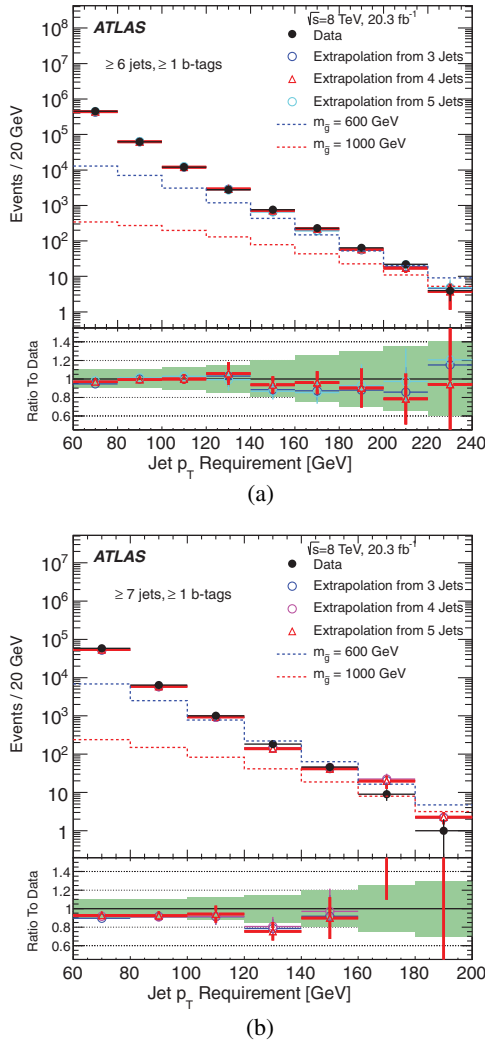 ATLAS
√s=8 TeV, 20.3 fb⁻¹
Data
≥ 6 jets, ≥ 1 b-tags
Extrapolation from 3 Jets
Extrapolation from 4 Jets
Extrapolation from 5 Jets
m_g̃ = 600 GeV
m_g̃ = 1000 GeV
Events / 20 GeV
10⁶
10⁵
10⁴
10³
10²
10
1
Ratio To Data
1.4
1.2
1
0.8
0.6
60 80 100 120 140 160 180 200 220 240
Jet p_T Requirement [GeV]
(a)
ATLAS
√s=8 TeV, 20.3 fb⁻¹
Data
≥ 7 jets, ≥ 1 b-tags
Extrapolation from 3 Jets
Extrapolation from 4 Jets
Extrapolation from 5 Jets
m_g̃ = 600 GeV
m_g̃ = 1000 GeV
Events / 20 GeV
10⁷
10⁶
10⁵
10⁴
10³
10²
10
1
Ratio To Data
1.4
1.2
1
0.8
0.6
60 80 100 120 140 160 180 200
Jet p_T Requirement [GeV]
(b)